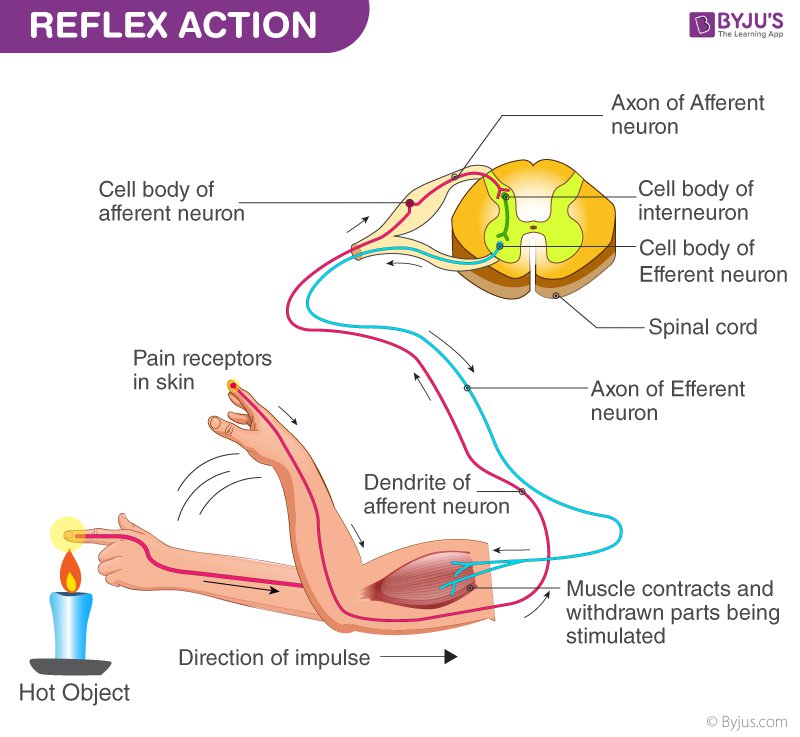 REFLEX ACTION
BYJU'S
The Learning App
Axon of Afferent
neuron
Cell body of
afferent neuron
Cell body of
interneuron
Cell body of
Efferent neuron
Spinal cord
Pain receptors
in skin
Axon of Efferent
neuron
Dendrite of
afferent neuron
Muscle contracts and
withdrawn parts being
stimulated
Direction of impulse
Hot Object
© Byjus.com